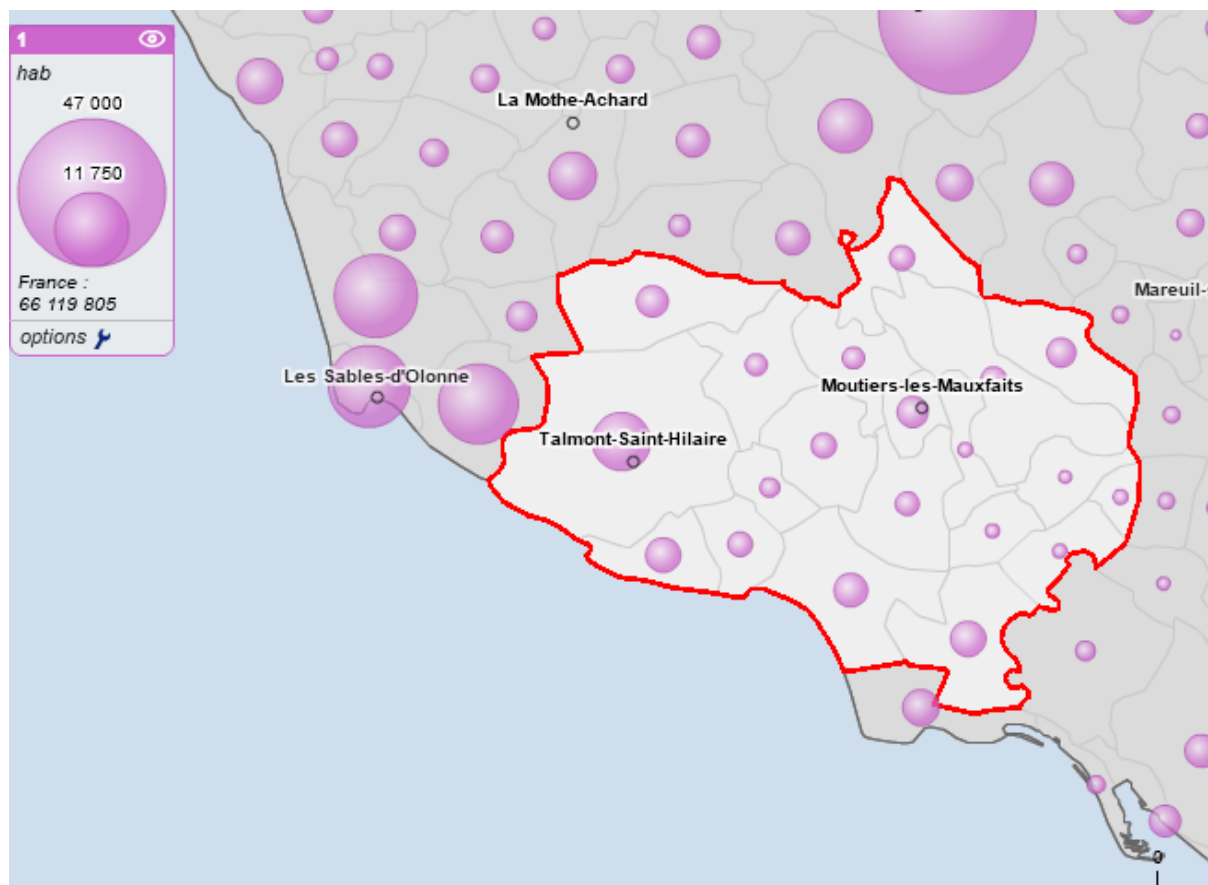 1
hab
47 000
11 750
France :
66 119 805
options
La Mothe-Achard
Mareuil-
Les Sables-d'Olonne
Moutiers-les-Mauxfaits
Talmont-Saint-Hilaire
0